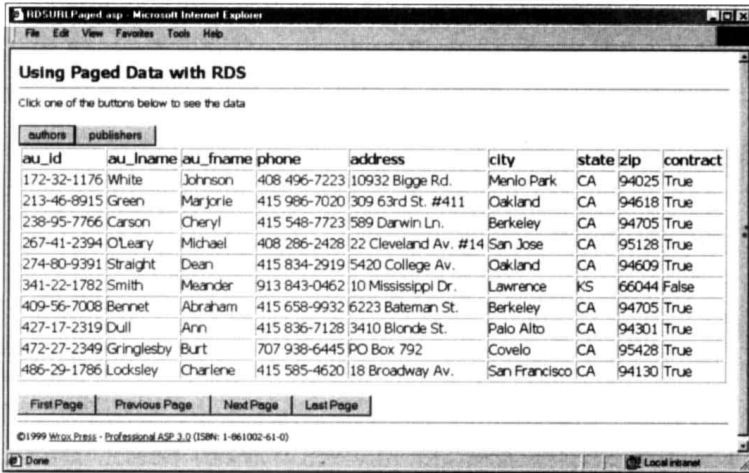 RDSURLPaged.asp - Microsoft Internet Explorer
File Edit View Favorites Tools Help
Using Paged Data with RDS
Click one of the buttons below to see the data
authors publishers
au_id au_lname au_fname phone address city state zip contract
172-32-1176 White Johnson 408 496-7223 10932 Bigge Rd. Menlo Park CA 94025 True
213-46-8915 Green Marjorie 415 986-7020 309 63rd St. #411 Oakland CA 94618 True
238-95-7766 Carson Cheryl 415 548-7723 589 Darwin Ln. Berkeley CA 94705 True
267-41-2394 O'Leary Michael 408 286-2428 22 Cleveland Av. #14 San Jose CA 95128 True
274-80-9391 Straight Dean 415 834-2919 5420 College Av. Oakland CA 94609 True
341-22-1782 Smith Meander 913 843-0462 10 Mississippi Dr. Lawrence KS 66044 False
409-56-7008 Bennet Abraham 415 658-9932 6223 Bateman St. Berkeley CA 94705 True
427-17-2319 Dull Ann 415 836-7128 3410 Blonde St. Palo Alto CA 94301 True
472-27-2349 Gringlesby Burt 707 938-6445 PO Box 792 Covelo CA 95428 True
486-29-1786 Locksley Charlene 415 585-4620 18 Broadway Av. San Francisco CA 94130 True
First Page Previous Page Next Page Last Page
©1999 Wrox Press - Professional ASP 3.0 (ISBN: 1-861002-61-0)
Done Local intranet